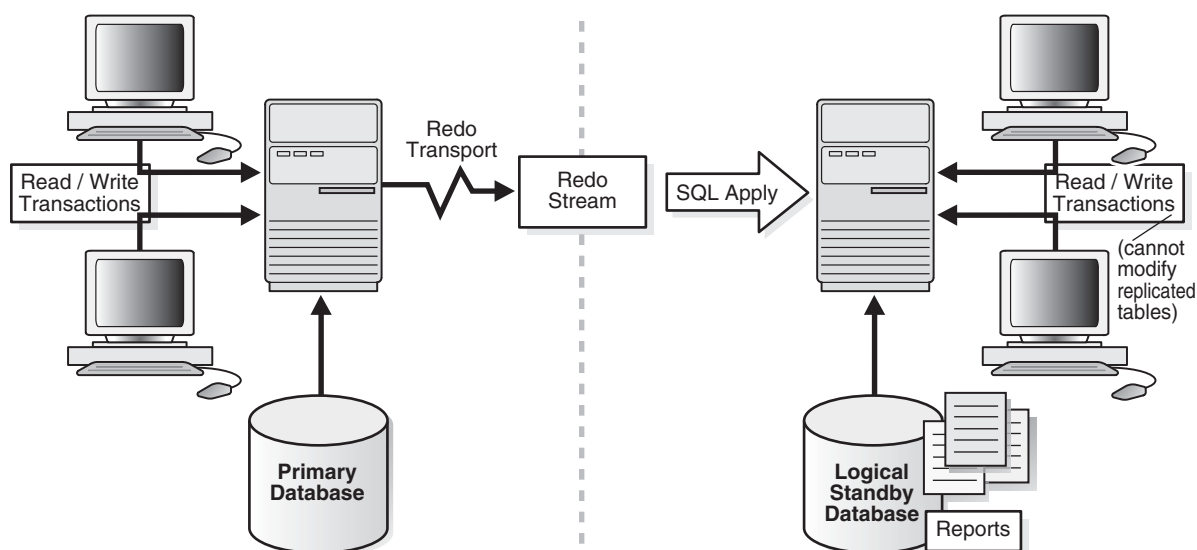 Read / Write
Transactions
Redo
Transport
Redo
Stream
SQL Apply
Read / Write
Transactions
(cannot
modify
replicated
tables)
Primary
Database
Logical
Standby
Database
Reports